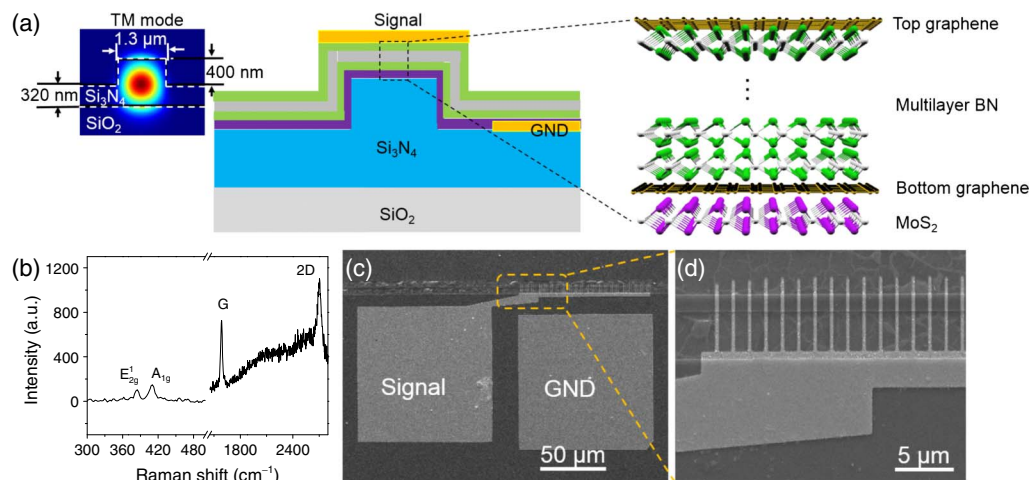 (a)
TM mode
1.3 μm
400 nm
320 nm
Si₃N₄
SiO₂
Signal
GND
Si₃N₄
SiO₂
Top graphene
Multilayer BN
Bottom graphene
MoS₂
(b)
1200
800
400
0
Intensity (a.u.)
E¹₂g
A₁g
G
2D
300 360 420 480 1600 2400
Raman shift (cm⁻¹)
(c)
Signal
GND
50 μm
(d)
5 μm